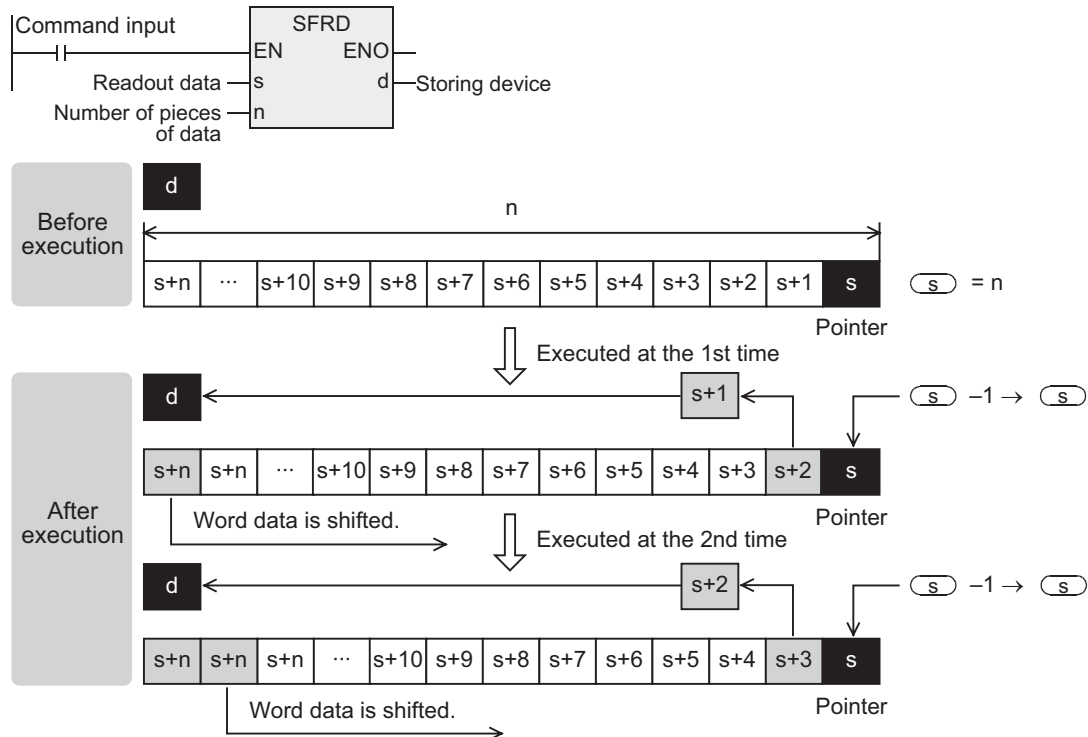 Command input
SFRD
EN ENO
Readout data s d Storing device
Number of pieces n
of data
d
Before
execution
n
s+n ··· s+10 s+9 s+8 s+7 s+6 s+5 s+4 s+3 s+2 s+1 s
s = n
Pointer
Executed at the 1st time
After
execution
d s+1 s –1 → s
s+n s+n ··· s+10 s+9 s+8 s+7 s+6 s+5 s+4 s+3 s+2 s
Pointer
Word data is shifted.
Executed at the 2nd time
d s+2 s –1 → s
s+n s+n s+n ··· s+10 s+9 s+8 s+7 s+6 s+5 s+4 s+3 s
Pointer
Word data is shifted.